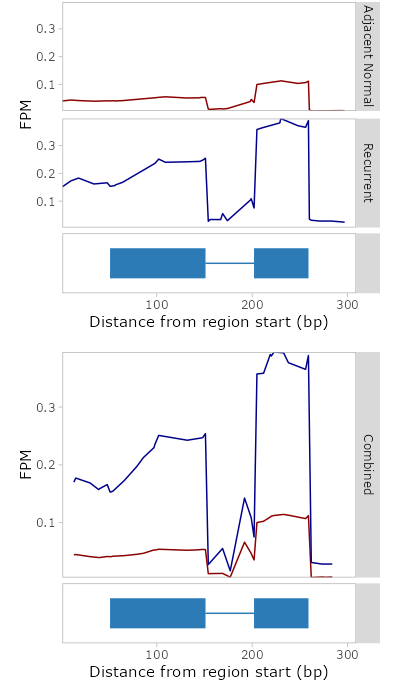 0.3
0.2
0.1
Adjacent Normal
FPM
0.3
0.2
0.1
Recurrent
100
200
300
Distance from region start (bp)
0.3
0.2
0.1
FPM
Combined
100
200
300
Distance from region start (bp)